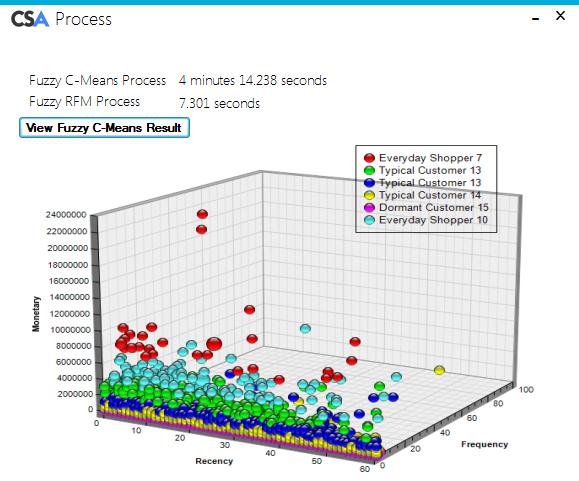 CSA Process
- X
Fuzzy C-Means Process 4 minutes 14.238 seconds
Fuzzy RFM Process 7.301 seconds
View Fuzzy C-Means Result
Everyday Shopper 7
Typical Customer 13
Typical Customer 13
Typical Customer 14
Dormant Customer 15
Everyday Shopper 10
24000000
22000000
20000000
18000000
16000000
14000000
12000000
10000000
8000000
6000000
4000000
2000000
0
Monetary
0 10 20 30 40 50 60
Recency
0 20 40 60 80 100
Frequency